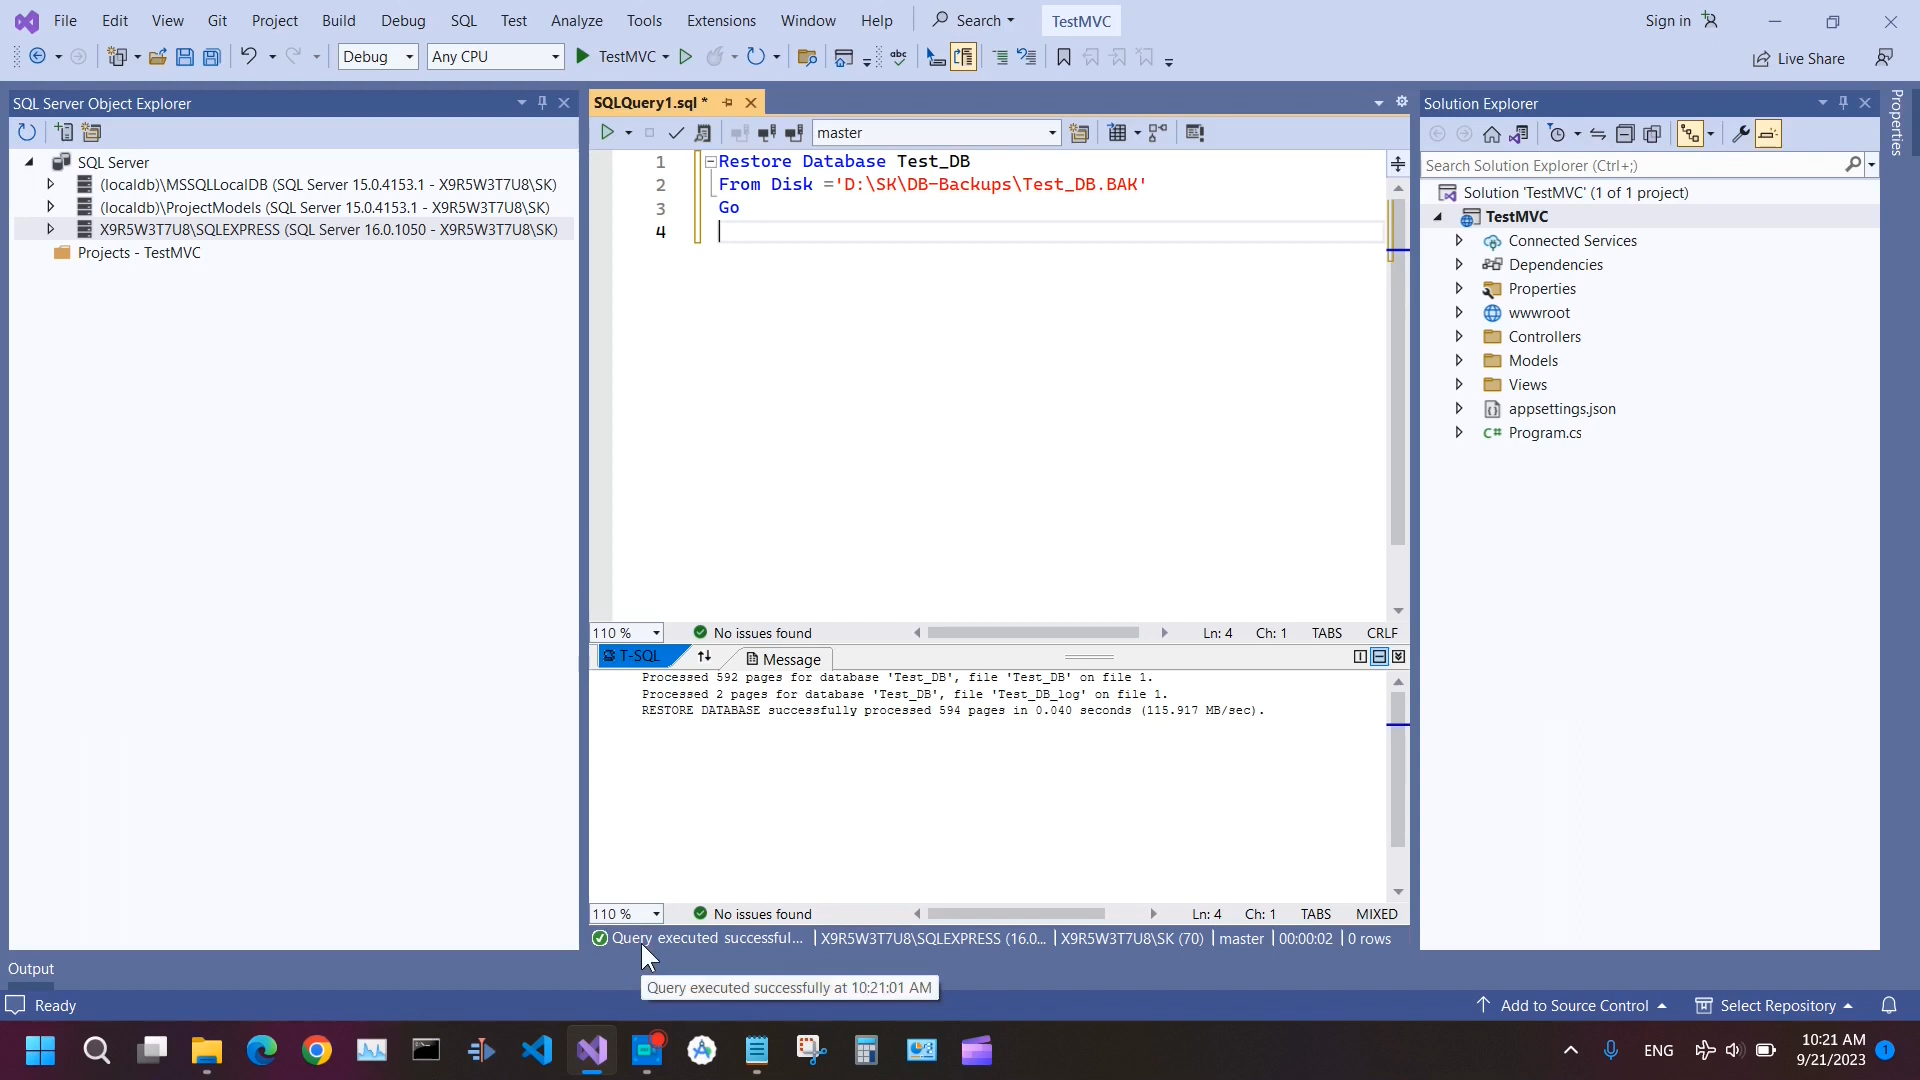 File Edit View Git Project Build Debug SQL Test Analyze Tools Extensions Window Help Search TestMVC Sign in
Debug Any CPU TestMVC abc Live Share
SQL Server Object Explorer
SQL Server
(localdb)\MSSQLLocalDB (SQL Server 15.0.4153.1 - X9R5W3T7U8\SK)
(localdb)\ProjectModels (SQL Server 15.0.4153.1 - X9R5W3T7U8\SK)
X9R5W3T7U8\SQLEXPRESS (SQL Server 16.0.1050 - X9R5W3T7U8\SK)
Projects - TestMVC
SQLQuery1.sql *
master
1 Restore Database Test_DB
2 From Disk ='D:\SK\DB-Backups\Test_DB.BAK'
3 Go
4
110 % No issues found Ln: 4 Ch: 1 TABS CRLF
T-SQL Message
Processed 592 pages for database 'Test_DB', file 'Test_DB' on file 1.
Processed 2 pages for database 'Test_DB', file 'Test_DB_log' on file 1.
RESTORE DATABASE successfully processed 594 pages in 0.040 seconds (115.917 MB/sec).
110 % No issues found Ln: 4 Ch: 1 TABS MIXED
Query executed successful... X9R5W3T7U8\SQLEXPRESS (16.0... X9R5W3T7U8\SK (70) master 00:00:02 0 rows
Query executed successfully at 10:21:01 AM
Solution Explorer
Search Solution Explorer (Ctrl+;)
Solution 'TestMVC' (1 of 1 project)
TestMVC
Connected Services
Dependencies
Properties
wwwroot
Controllers
Models
Views
appsettings.json
C# Program.cs
Properties
Output
Ready Add to Source Control Select Repository
ENG 10:21 AM
9/21/2023 1